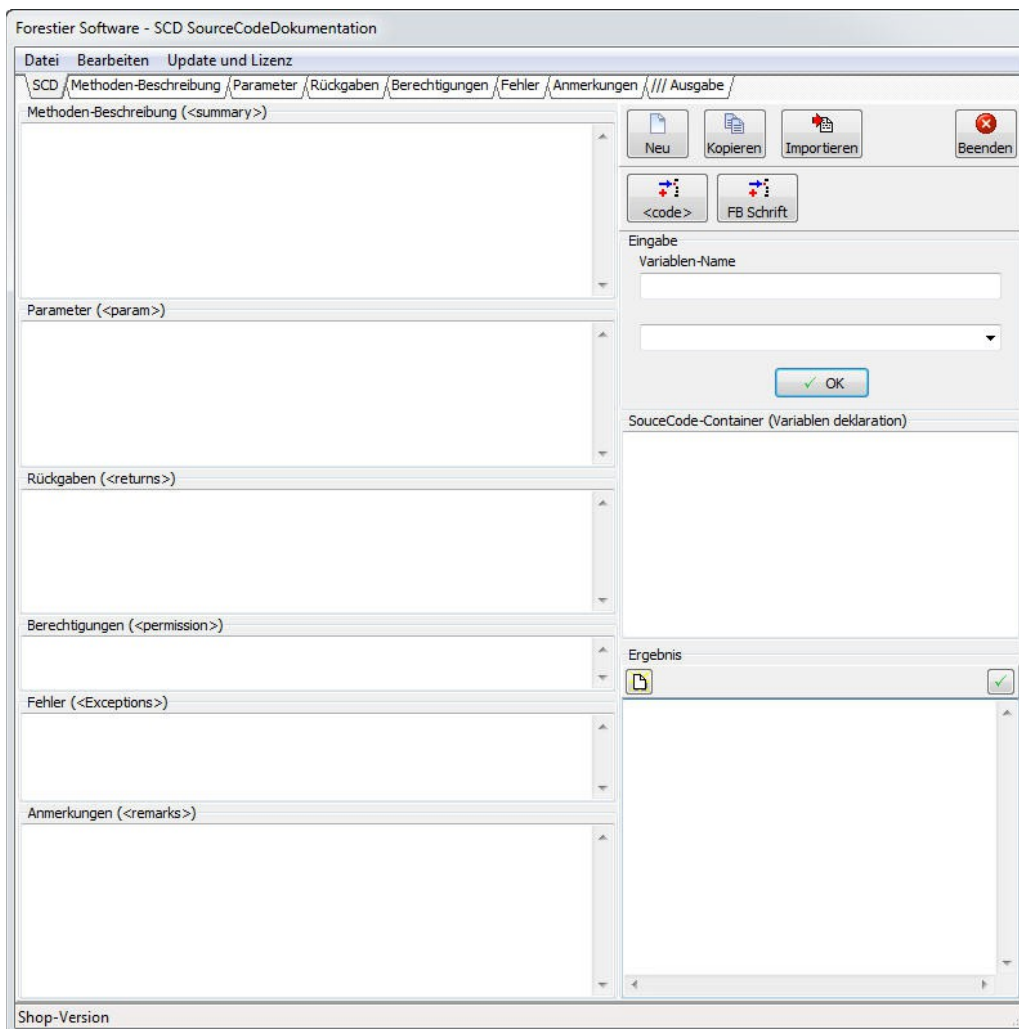 Forestier Software - SCD SourceCodeDokumentation
Datei Bearbeiten Update und Lizenz
SCD Methoden-Beschreibung Parameter Rückgaben Berechtigungen Fehler Anmerkungen /// Ausgabe
Methoden-Beschreibung (<summary>)
Neu Kopieren Importieren Beenden
<code> FB Schrift
Eingabe
Variablen-Name
Parameter (<param>)
OK
SouceCode-Container (Variablen deklaration)
Rückgaben (<returns>)
Berechtigungen (<permission>)
Ergebnis
Fehler (<Exceptions>)
Anmerkungen (<remarks>)
Shop-Version